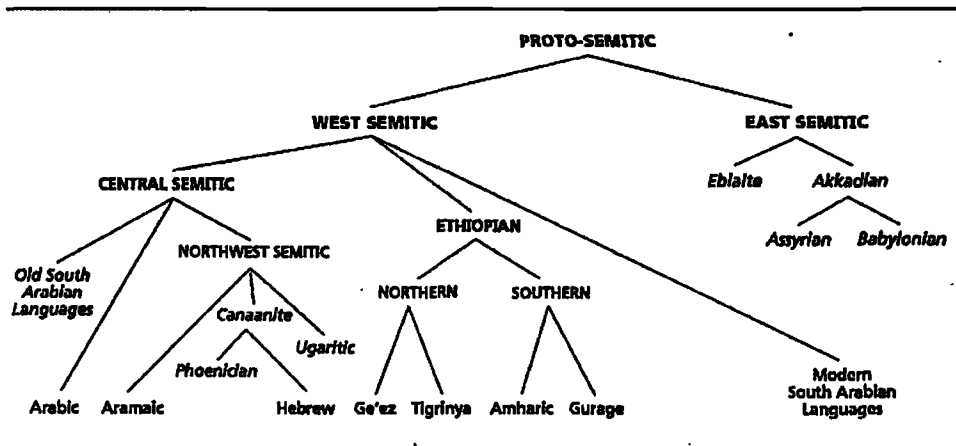 PROTO-SEMITIC
WEST SEMITIC
EAST SEMITIC
CENTRAL SEMITIC
Eblaite
Akkadian
ETHIOPIAN
Assyrian
Babylonian
NORTHWEST SEMITIC
Old South
Arabian
Languages
NORTHERN
SOUTHERN
Canaanite
Ugaritic
Phoenician
Modern
South Arabian
Languages
Arabic
Aramaic
Hebrew
Ge'ez
Tigrinya
Amharic
Gurage